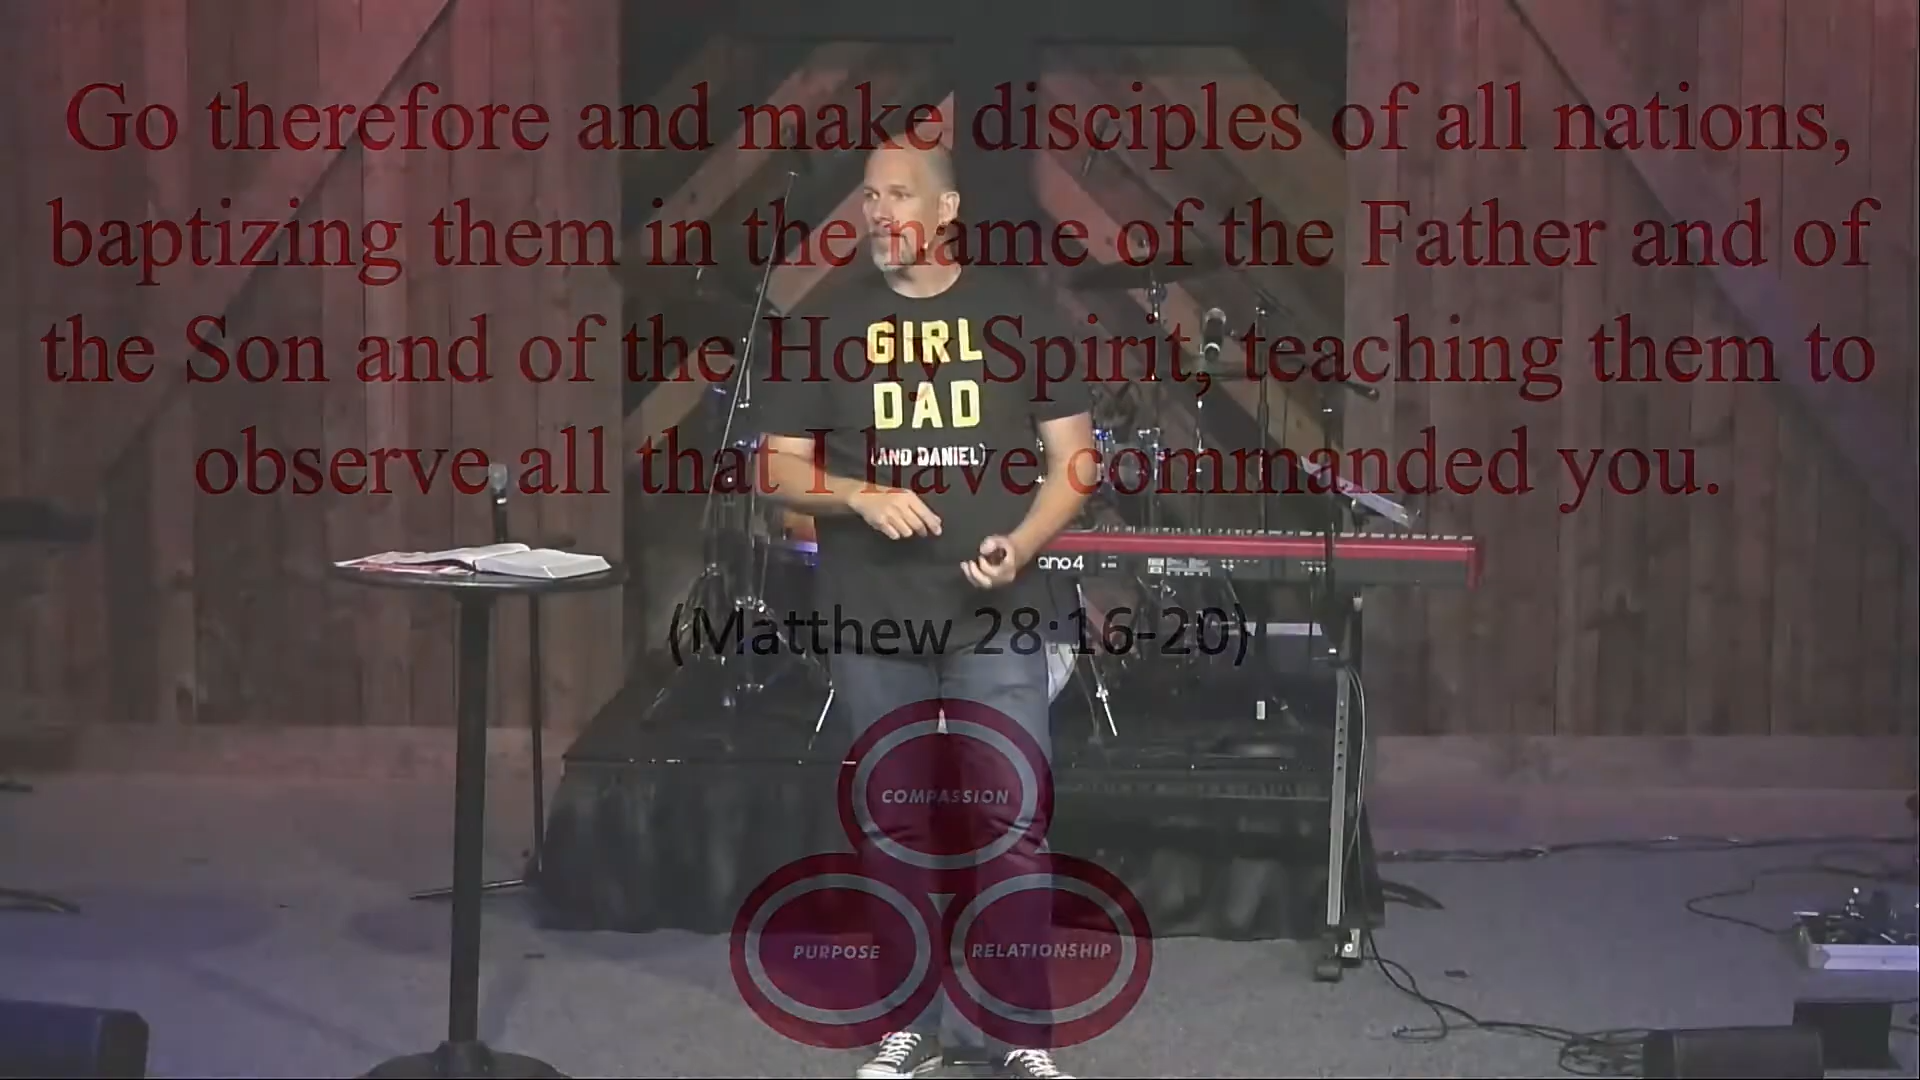 Go therefore and make disciples of all nations,
baptizing them in the name of the Father and of
the Son and of the Holy Spirit, teaching them to
observe all that I have commanded you.
GIRL
DAD
(AND DANIEL)
ano4
(Matthew 28:16-20)
COMPASSION
PURPOSE
RELATIONSHIP